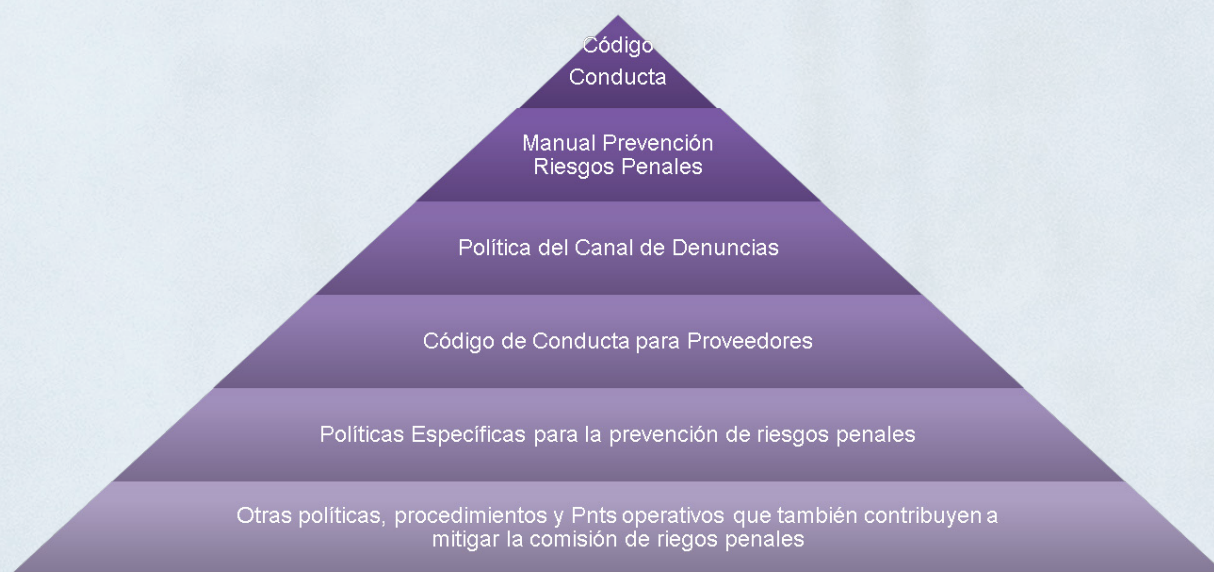 Código
Conducta
Manual Prevención
Riesgos Penales
Política del Canal de Denuncias
Código de Conducta para Proveedores
Políticas Específicas para la prevención de riesgos penales
Otras políticas, procedimientos y Pnts operativos que también contribuyen a
mitigar la comisión de riegos penales